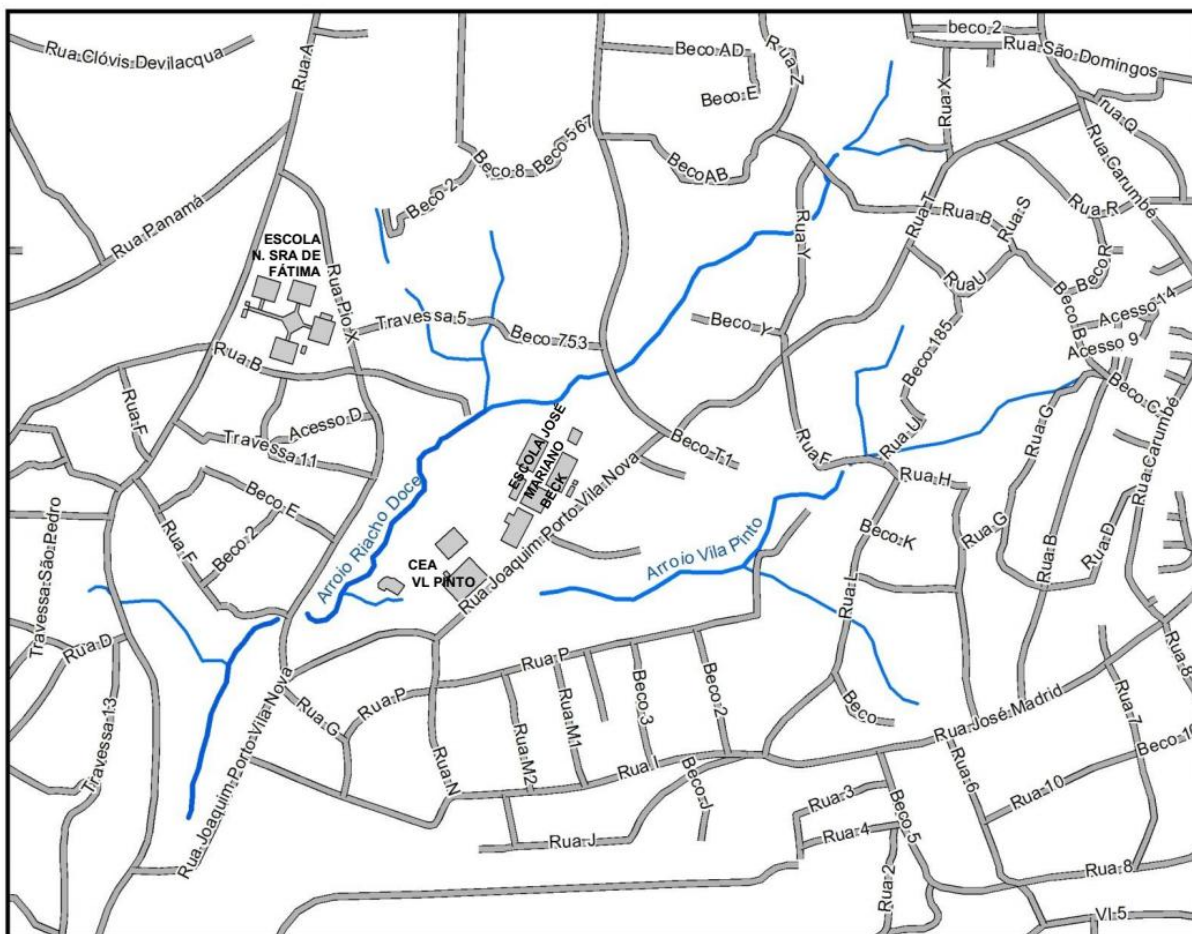 beco 2
Rua São Domingos
Rua Clóvis Devilacqua
Rua A
Beco AD
Rua Z
Beco E
Rua X
rua Q
Rua Carumbé
Beco 567
Beco 8
Beco 2
BecoAB
Rua Panamá
Rua T
Rua B
Rua S
Rua R
Rua Y
ESCOLA
N. SRA DE
FÁTIMA
Rua Pio X
RuaU
BecoR
Beco B
Acesso 14
Travessa 5
Beco 753
Beco Y
Beco 185
Acesso 9
Rua B
Beco C
Rua F
Acesso D
Travessa 11
ESCOLA JOSÉ
MARIANO
BECK
Beco T1
Rua F
Rua U
Rua G
Rua Carumbé
Rua H
Beco E
Beco 2
Rua F
Arroio Riacho Doce
Rua Joaquim Porto Vila Nova
Arroio Vila Pinto
Beco K
Rua G
Rua B
Rua D
Travessa São Pedro
CEA
VL PINTO
Rua L
Rua D
Rua P
Rua P
Rua G
Beco 3
Beco 2
Beco
Rua José Madrid
Rua 8
Rua 7
Travessa 13
Rua Joaquim Porto Vila Nova
Rua N
Rua M2
Rua M1
Rua I
Beco J
Rua 6
Beco 10
Rua 10
Rua 3
Beco 5
Rua J
Rua 4
Rua 2
Rua 8
VI 5